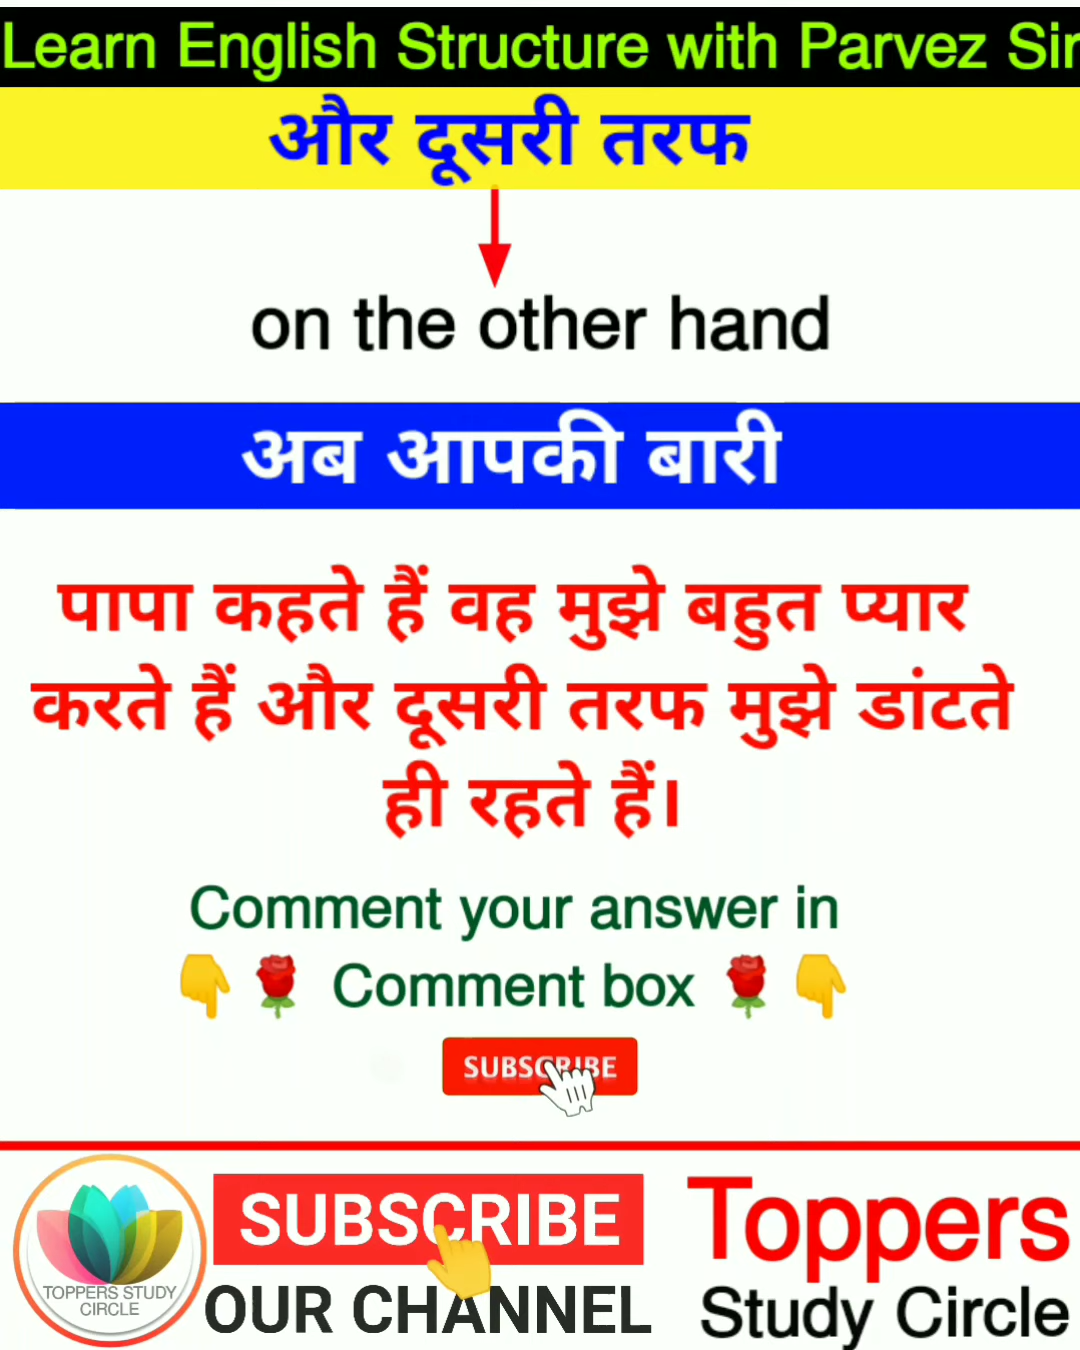 Learn English Structure with Parvez Sir
और दूसरी तरफ
on the other hand
अब आपकी बारी
पापा कहते हैं वह मुझे बहुत प्यार
करते हैं और दूसरी तरफ मुझे डांटते
ही रहते हैं।
Comment your answer in
👇🌹 Comment box 🌹👇
SUBSCRIBE
TOPPERS STUDY
CIRCLE
SUBSCRIBE
OUR CHANNEL
Toppers
Study Circle